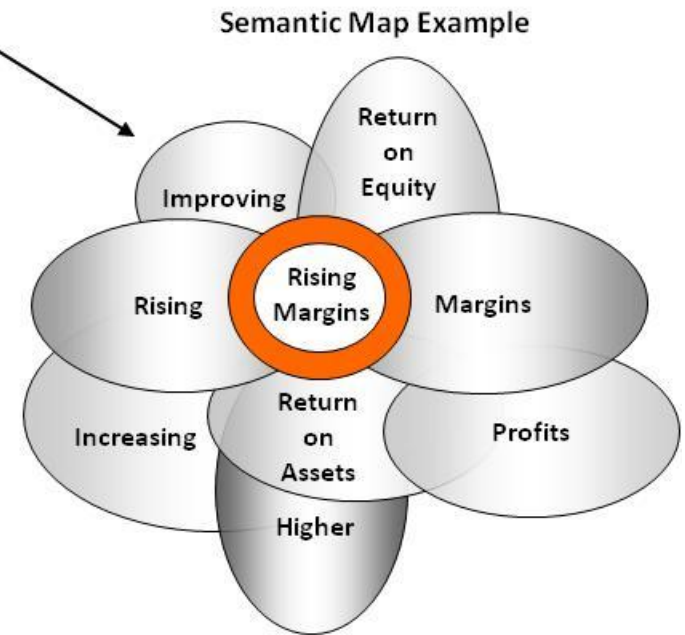 Semantic Map Example
Return
on
Equity
Improving
Rising
Rising
Margins
Margins
Increasing
Return
on
Assets
Profits
Higher